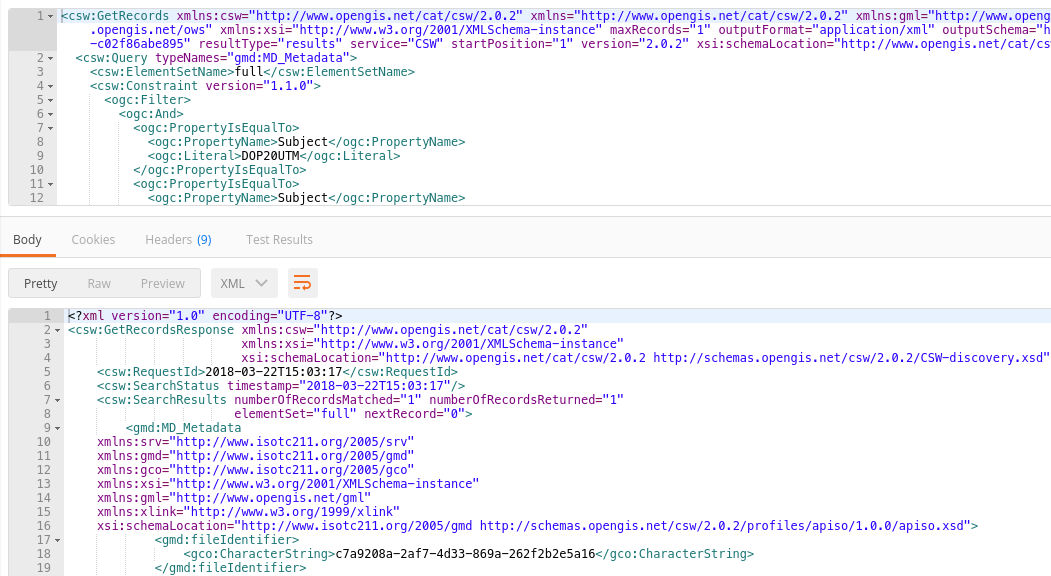 1 <csw:GetRecords xmlns:csw="http://www.opengis.net/cat/csw/2.0.2" xmlns="http://www.opengis.net/cat/csw/2.0.2" xmlns:gml="http://www.openg
.opengis.net/ows" xmlns:xsi="http://www.w3.org/2001/XMLSchema-instance" maxRecords="1" outputFormat="application/xml" outputSchema="h
-c02f86abe895" resultType="results" service="CSW" startPosition="1" version="2.0.2" xsi:schemaLocation="http://www.opengis.net/cat/cs
2 <csw:Query typeNames="gmd:MD_Metadata">
3 <csw:ElementSetName>full</csw:ElementSetName>
4 <csw:Constraint version="1.1.0">
5 <ogc:Filter>
6 <ogc:And>
7 <ogc:PropertyIsEqualTo>
8 <ogc:PropertyName>Subject</ogc:PropertyName>
9 <ogc:Literal>DOP20UTM</ogc:Literal>
10 </ogc:PropertyIsEqualTo>
11 <ogc:PropertyIsEqualTo>
12 <ogc:PropertyName>Subject</ogc:PropertyName>
Body Cookies Headers (9) Test Results
Pretty Raw Preview XML
1 <?xml version="1.0" encoding="UTF-8"?>
2 <csw:GetRecordsResponse xmlns:csw="http://www.opengis.net/cat/csw/2.0.2"
3 xmlns:xsi="http://www.w3.org/2001/XMLSchema-instance"
4 xsi:schemaLocation="http://www.opengis.net/cat/csw/2.0.2 http://schemas.opengis.net/csw/2.0.2/CSW-discovery.xsd"
5 <csw:RequestId>2018-03-22T15:03:17</csw:RequestId>
6 <csw:SearchStatus timestamp="2018-03-22T15:03:17"/>
7 <csw:SearchResults numberOfRecordsMatched="1" numberOfRecordsReturned="1"
8 elementSet="full" nextRecord="0">
9 <gmd:MD_Metadata
10 xmlns:srv="http://www.isotc211.org/2005/srv"
11 xmlns:gmd="http://www.isotc211.org/2005/gmd"
12 xmlns:gco="http://www.isotc211.org/2005/gco"
13 xmlns:xsi="http://www.w3.org/2001/XMLSchema-instance"
14 xmlns:gml="http://www.opengis.net/gml"
15 xmlns:xlink="http://www.w3.org/1999/xlink"
16 xsi:schemaLocation="http://www.isotc211.org/2005/gmd http://schemas.opengis.net/csw/2.0.2/profiles/apiso/1.0.0/apiso.xsd">
17 <gmd:fileIdentifier>
18 <gco:CharacterString>c7a9208a-2af7-4d33-869a-262f2b2e5a16</gco:CharacterString>
19 </gmd:fileIdentifier>